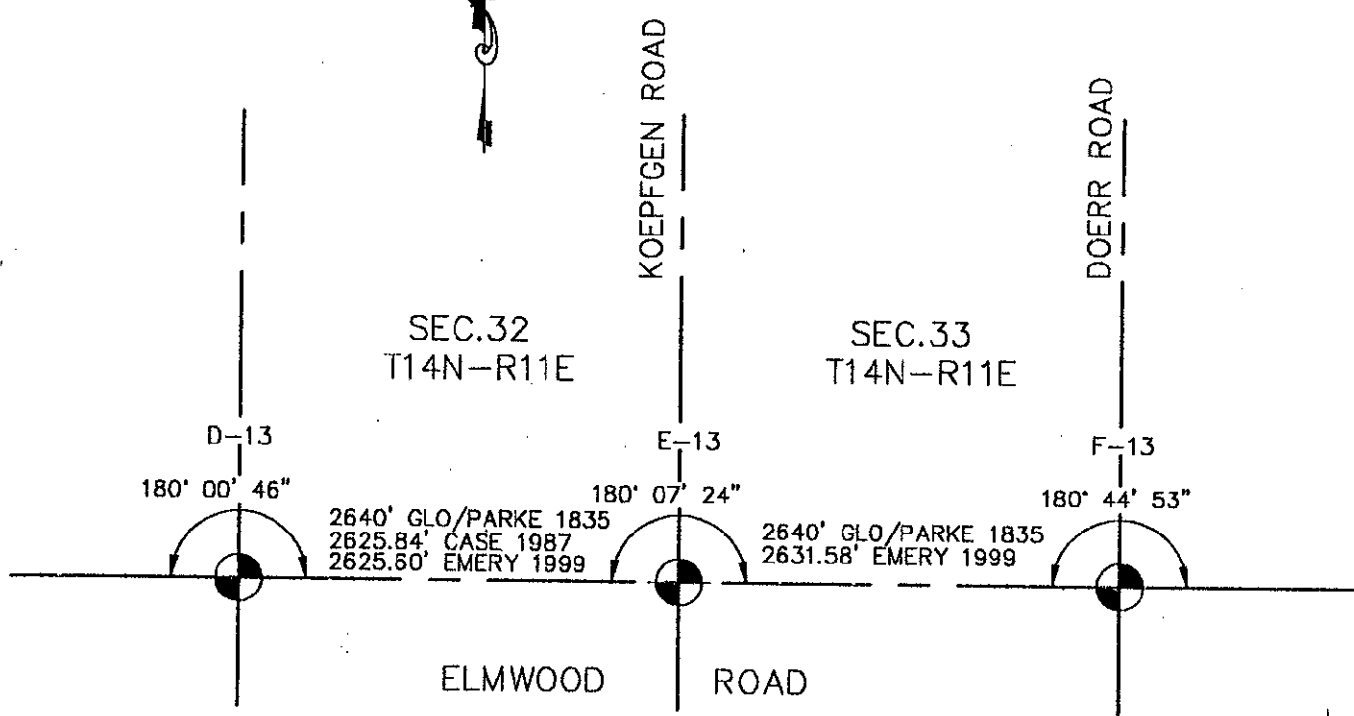 KOEPFGEN ROAD
DOERR ROAD
SEC.32
T14N-R11E
SEC.33
T14N-R11E
D-13
E-13
F-13
180° 00' 46"
180° 07' 24"
180° 44' 53"
2640' GLO/PARKE 1835
2625.84' CASE 1987
2625.60' EMERY 1999
2640' GLO/PARKE 1835
2631.58' EMERY 1999
ELMWOOD ROAD